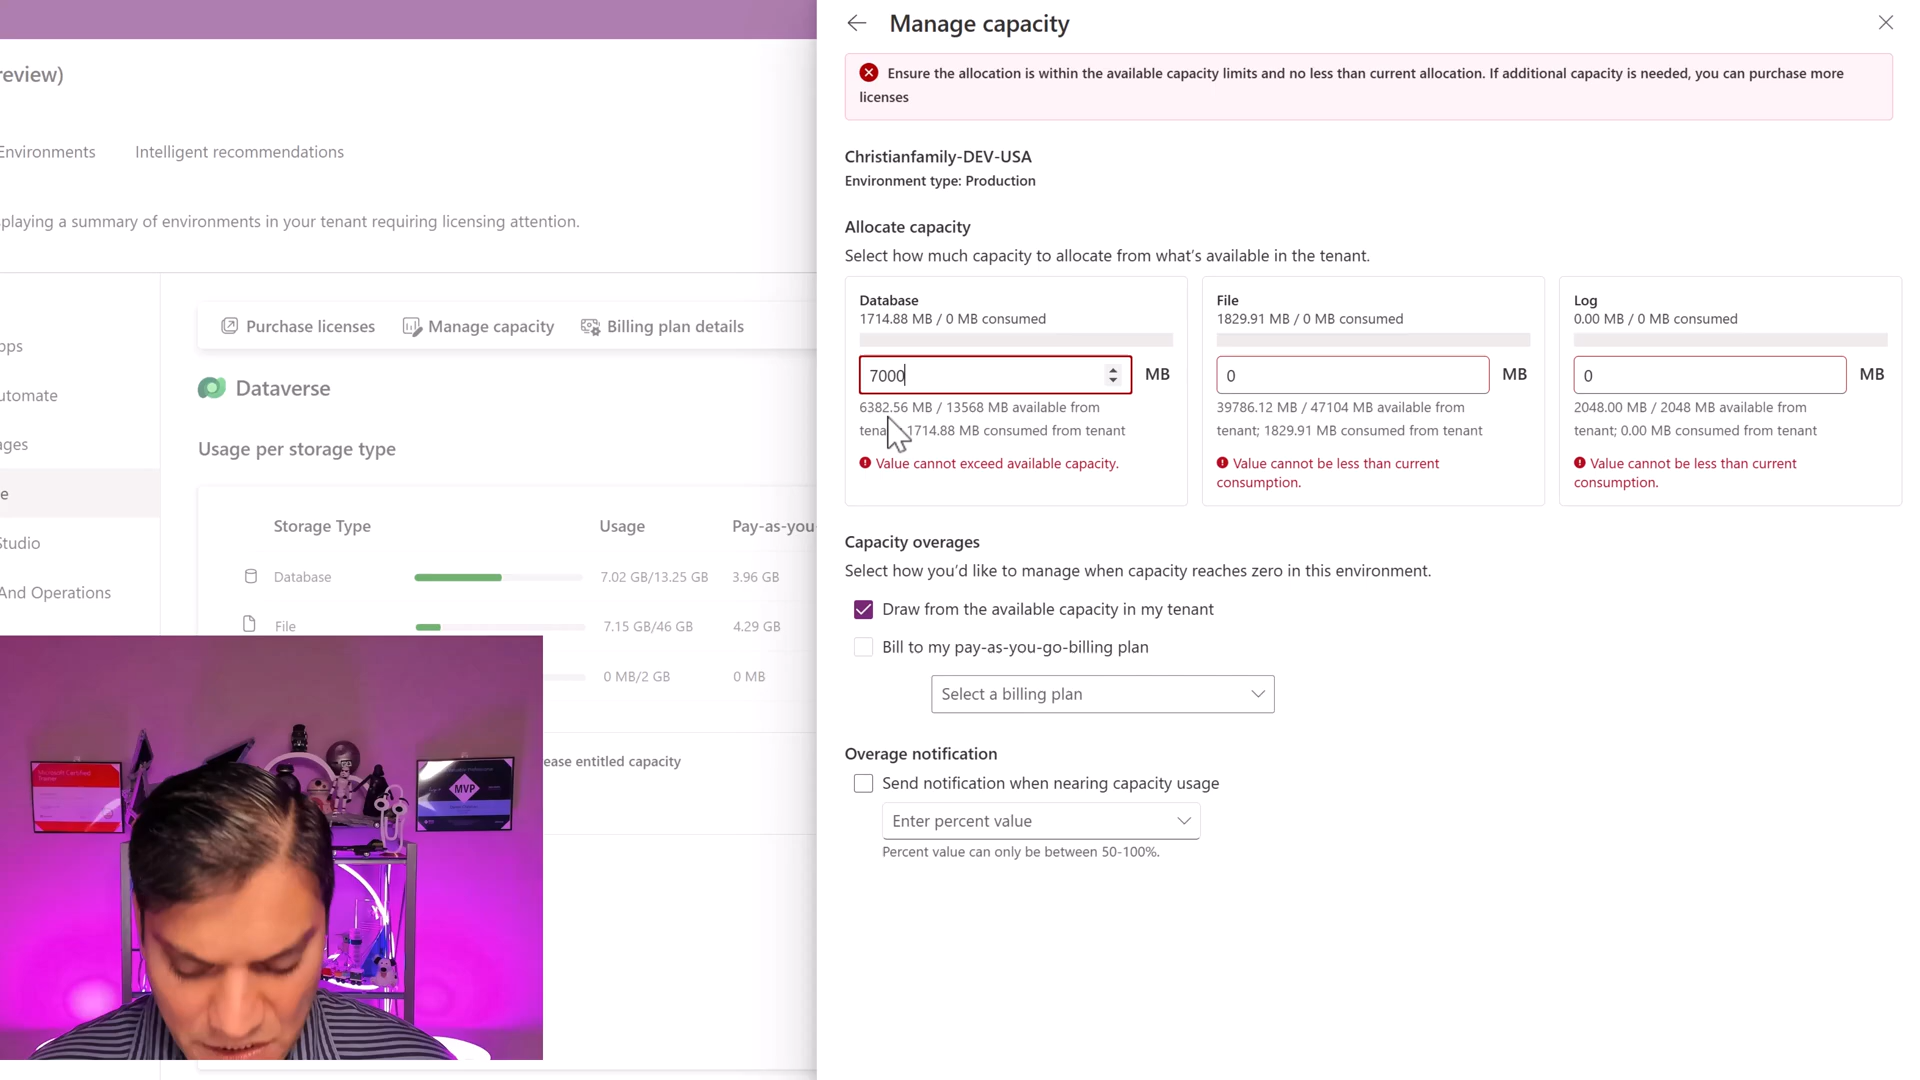 review)
Environments
Intelligent recommendations
splaying a summary of environments in your tenant requiring licensing attention.
pps
utomate
ages
e
Studio
And Operations
Purchase licenses
Manage capacity
Billing plan details
Dataverse
Usage per storage type
Storage Type
Usage
Pay-as-you
Database
7.02 GB/13.25 GB
3.96 GB
File
7.15 GB/46 GB
4.29 GB
0 MB/2 GB
0 MB
ease entitled capacity
MVP
Manage capacity
Ensure the allocation is within the available capacity limits and no less than current allocation. If additional capacity is needed, you can purchase more
licenses
Christianfamily-DEV-USA
Environment type: Production
Allocate capacity
Select how much capacity to allocate from what's available in the tenant.
Database
1714.88 MB / 0 MB consumed
7000
MB
6382.56 MB / 13568 MB available from
tena 1714.88 MB consumed from tenant
Value cannot exceed available capacity.
File
1829.91 MB / 0 MB consumed
0
MB
39786.12 MB / 47104 MB available from
tenant; 1829.91 MB consumed from tenant
Value cannot be less than current
consumption.
Log
0.00 MB / 0 MB consumed
0
MB
2048.00 MB / 2048 MB available from
tenant; 0.00 MB consumed from tenant
Value cannot be less than current
consumption.
Capacity overages
Select how you'd like to manage when capacity reaches zero in this environment.
Draw from the available capacity in my tenant
Bill to my pay-as-you-go-billing plan
Select a billing plan
Overage notification
Send notification when nearing capacity usage
Enter percent value
Percent value can only be between 50-100%.